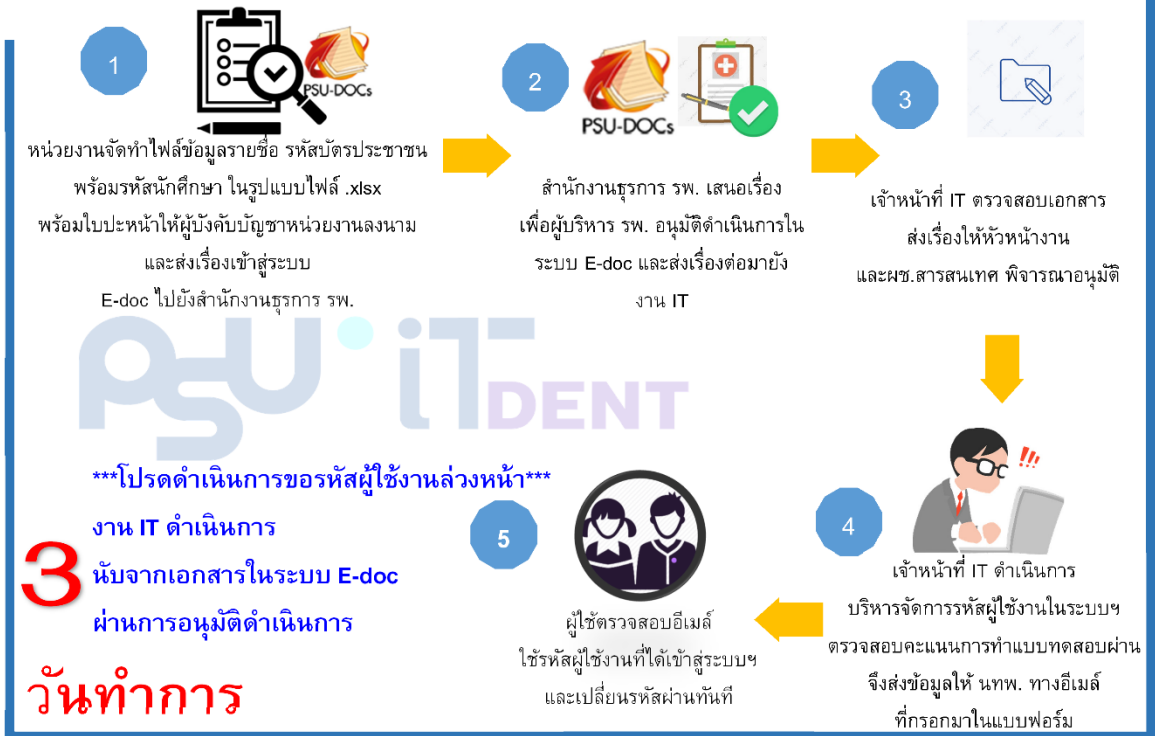 1
PSU-DOCs
หน่วยงานจัดทำไฟล์ข้อมูลรายชื่อ รหัสบัตรประชาชน
พร้อมรหัสนักศึกษา ในรูปแบบไฟล์ .xlsx
พร้อมใบปะหน้าให้ผู้บังคับบัญชาหน่วยงานลงนาม
และส่งเรื่องเข้าสู่ระบบ
E-doc ไปยังสำนักงานธุรการ รพ.
2
PSU-DOCs
สำนักงานธุรการ รพ. เสนอเรื่อง
เพื่อผู้บริหาร รพ. อนุมัติดำเนินการใน
ระบบ E-doc และส่งเรื่องต่อมายัง
งาน IT
3
เจ้าหน้าที่ IT ตรวจสอบเอกสาร
ส่งเรื่องให้หัวหน้างาน
และผช.สารสนเทศ พิจารณาอนุมัติ
PSU iT DENT
4
เจ้าหน้าที่ IT ดำเนินการ
บริหารจัดการรหัสผู้ใช้งานในระบบฯ
ตรวจสอบคะแนนการทำแบบทดสอบผ่าน
จึงส่งข้อมูลให้ นทพ. ทางอีเมล์
ที่กรอกมาในแบบฟอร์ม
5
ผู้ใช้ตรวจสอบอีเมล์
ใช้รหัสผู้ใช้งานที่ได้เข้าสู่ระบบฯ
และเปลี่ยนรหัสผ่านทันที
***โปรดดำเนินการขอรหัสผู้ใช้งานล่วงหน้า***
งาน IT ดำเนินการ
3
นับจากเอกสารในระบบ E-doc
ผ่านการอนุมัติดำเนินการ
วันทำการ